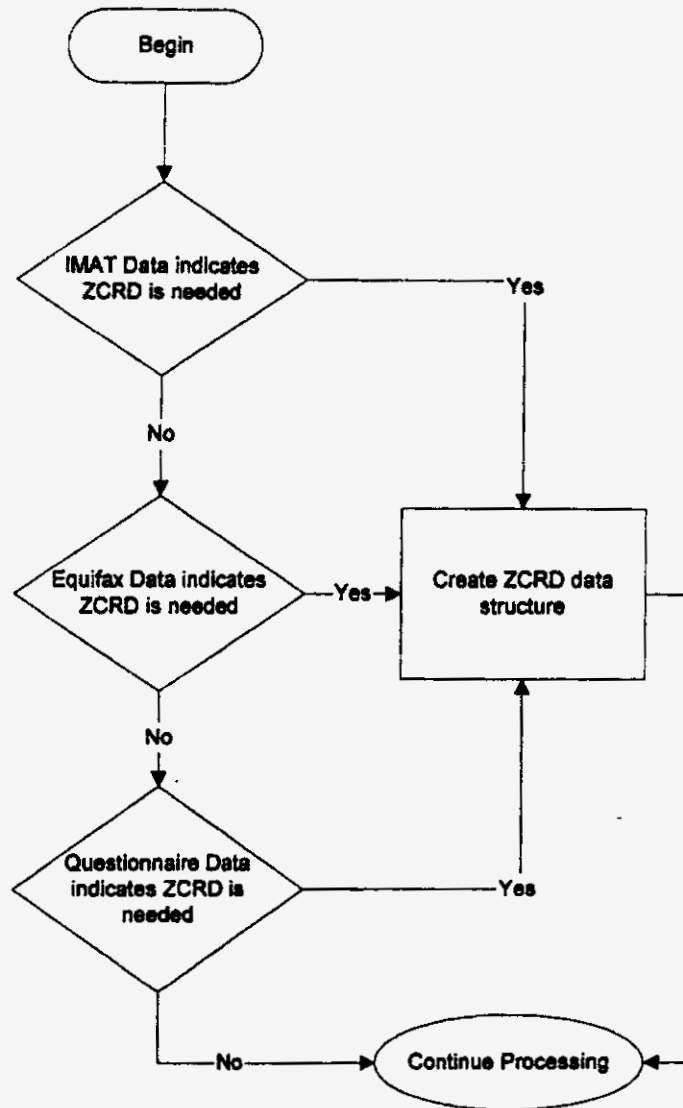 Begin
IMAT Data indicates
ZCRD is needed
Yes
No
Equifax Data indicates
ZCRD is needed
Yes
Create ZCRD data
structure
No
Questionnaire Data
indicates ZCRD is
needed
Yes
No
Continue Processing